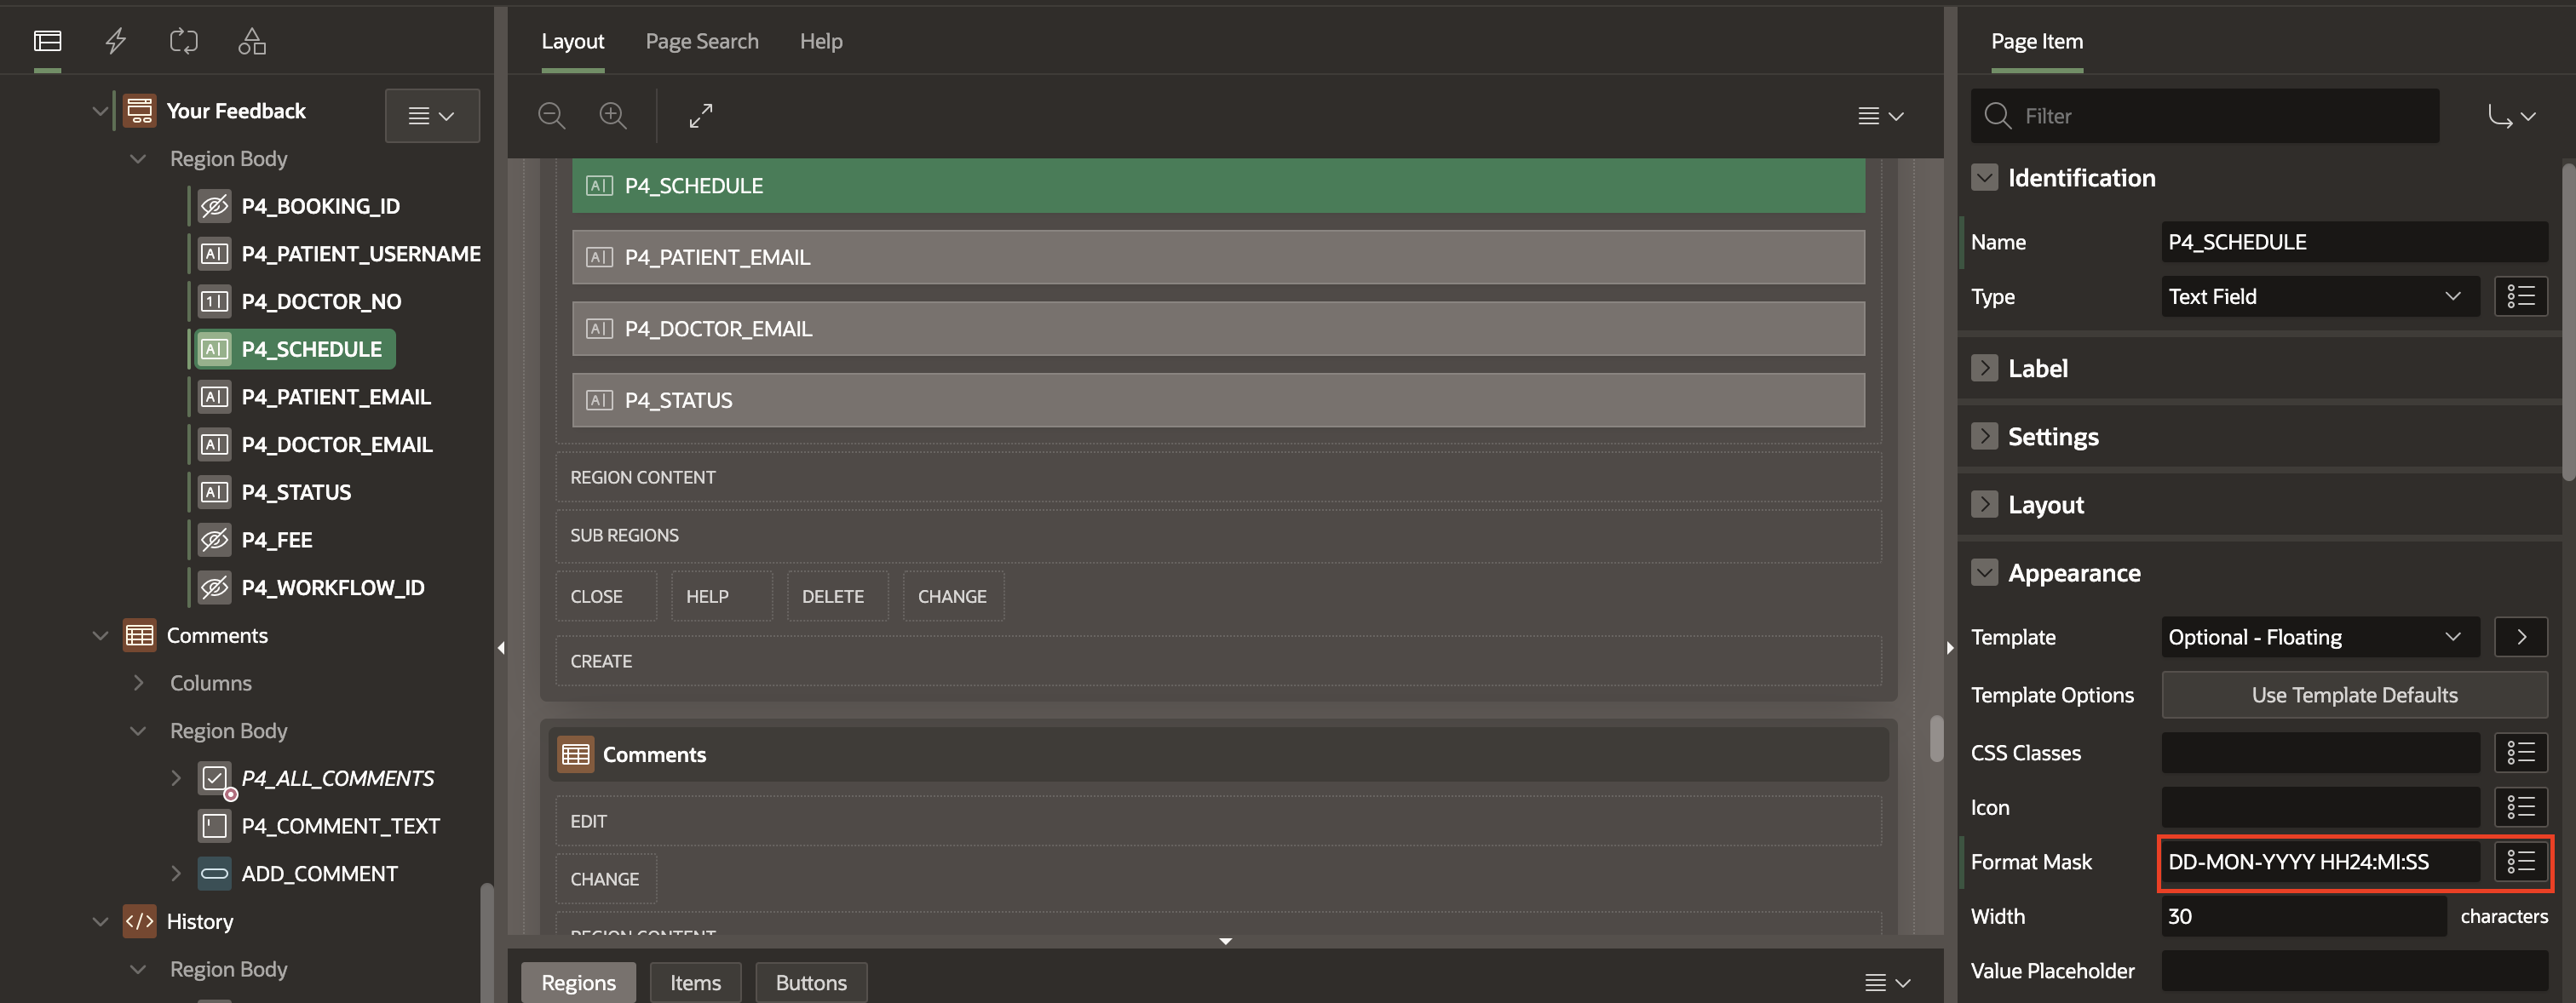 Your Feedback
Region Body
P4_BOOKING_ID
P4_PATIENT_USERNAME
P4_DOCTOR_NO
P4_SCHEDULE
P4_PATIENT_EMAIL
P4_DOCTOR_EMAIL
P4_STATUS
P4_FEE
P4_WORKFLOW_ID
Comments
Columns
Region Body
P4_ALL_COMMENTS
P4_COMMENT_TEXT
ADD_COMMENT
History
Region Body
Layout Page Search Help
P4_SCHEDULE
P4_PATIENT_EMAIL
P4_DOCTOR_EMAIL
P4_STATUS
REGION CONTENT
SUB REGIONS
CLOSE HELP DELETE CHANGE
CREATE
Comments
EDIT
CHANGE
REGION CONTENT
Regions Items Buttons
Page Item
Filter
Identification
Name P4_SCHEDULE
Type Text Field
Label
Settings
Layout
Appearance
Template Optional - Floating
Template Options Use Template Defaults
CSS Classes
Icon
Format Mask DD-MON-YYYY HH24:MI:SS
Width 30 characters
Value Placeholder